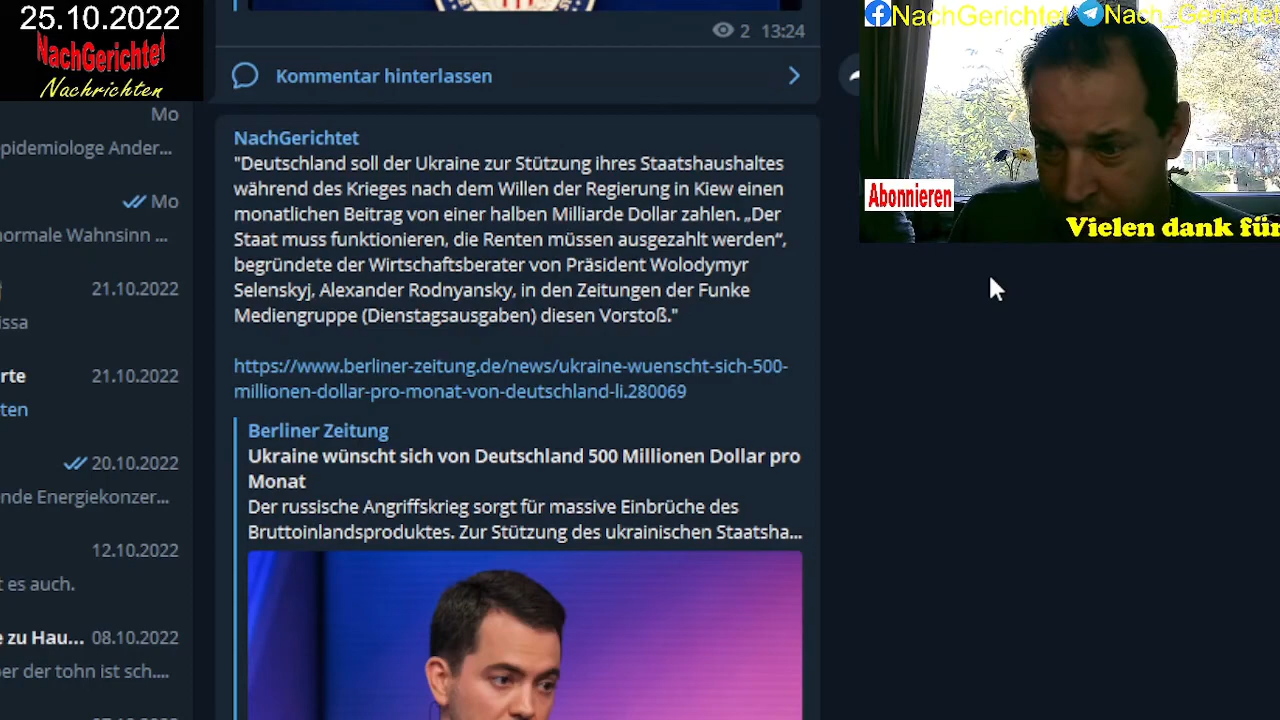 25.10.2022
NachGerichtet
Nachrichten
NachGerichtet
Nach_Gerichtet
Abonnieren
Vielen dank für
2 13:24
Kommentar hinterlassen
Mo
pidemiologe Ander...
Mo
normale Wahnsinn ...
21.10.2022
issa
rte
21.10.2022
ten
20.10.2022
nde Energiekonzer...
12.10.2022
t es auch.
e zu Hau...
08.10.2022
ber der tohn ist sch....
NachGerichtet
"Deutschland soll der Ukraine zur Stützung ihres Staatshaushaltes
während des Krieges nach dem Willen der Regierung in Kiew einen
monatlichen Beitrag von einer halben Milliarde Dollar zahlen. „Der
Staat muss funktionieren, die Renten müssen ausgezahlt werden“,
begründete der Wirtschaftsberater von Präsident Wolodymyr
Selenskyj, Alexander Rodnyansky, in den Zeitungen der Funke
Mediengruppe (Dienstagsausgaben) diesen Vorstoß."
https://www.berliner-zeitung.de/news/ukraine-wuenscht-sich-500-
millionen-dollar-pro-monat-von-deutschland-li.280069
Berliner Zeitung
Ukraine wünscht sich von Deutschland 500 Millionen Dollar pro
Monat
Der russische Angriffskrieg sorgt für massive Einbrüche des
Bruttoinlandsproduktes. Zur Stützung des ukrainischen Staatsha...